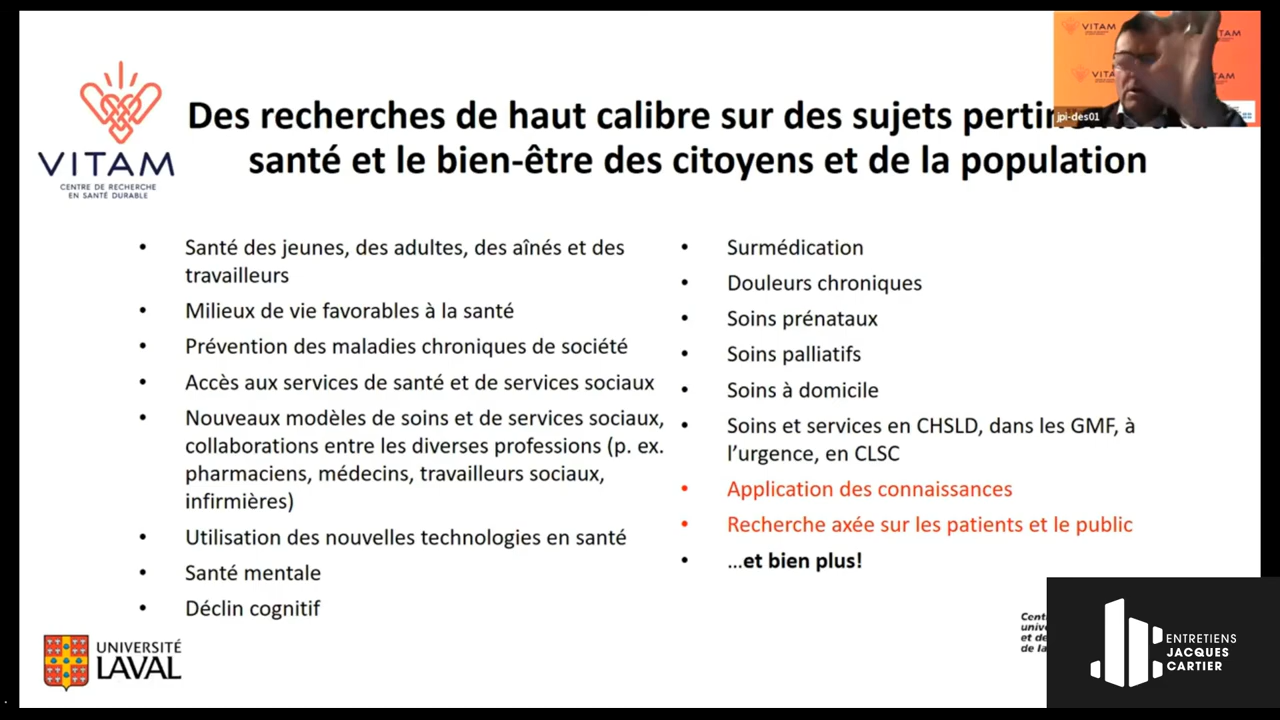 VITAM
CENTRE DE RECHERCHE
EN SANTÉ DURABLE
Des recherches de haut calibre sur des sujets
santé et le bien-être des citoyens et de la population
VITAM
jpi-des01
• Santé des jeunes, des adultes, des aînés et des
travailleurs
• Milieux de vie favorables à la santé
• Prévention des maladies chroniques de société
• Accès aux services de santé et de services sociaux
• Nouveaux modèles de soins et de services sociaux,
collaborations entre les diverses professions (p. ex.
pharmaciens, médecins, travailleurs sociaux,
infirmières)
• Utilisation des nouvelles technologies en santé
• Santé mentale
• Déclin cognitif
• Surmédication
• Douleurs chroniques
• Soins prénataux
• Soins palliatifs
• Soins à domicile
• Soins et services en CHSLD, dans les GMF, à
l’urgence, en CLSC
• Application des connaissances
• Recherche axée sur les patients et le public
• ...et bien plus!
UNIVERSITÉ
LAVAL
ENTRETIENS
JACQUES
CARTIER